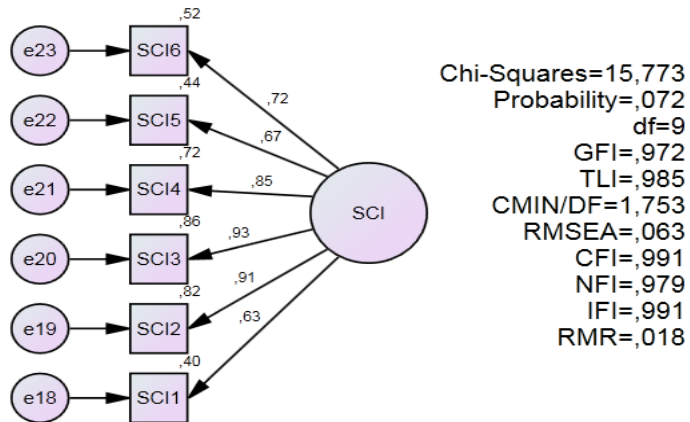 ,52
e23
SCI6
,44
,72
e22
SCI5
,72
,67
e21
SCI4
,85
,86
SCI
e20
SCI3
,93
,82
,91
e19
SCI2
,63
,40
e18
SCI1
Chi-Squares=15,773
Probability=,072
df=9
GFI=,972
TLI=,985
CMIN/DF=1,753
RMSEA=,063
CFI=,991
NFI=,979
IFI=,991
RMR=,018